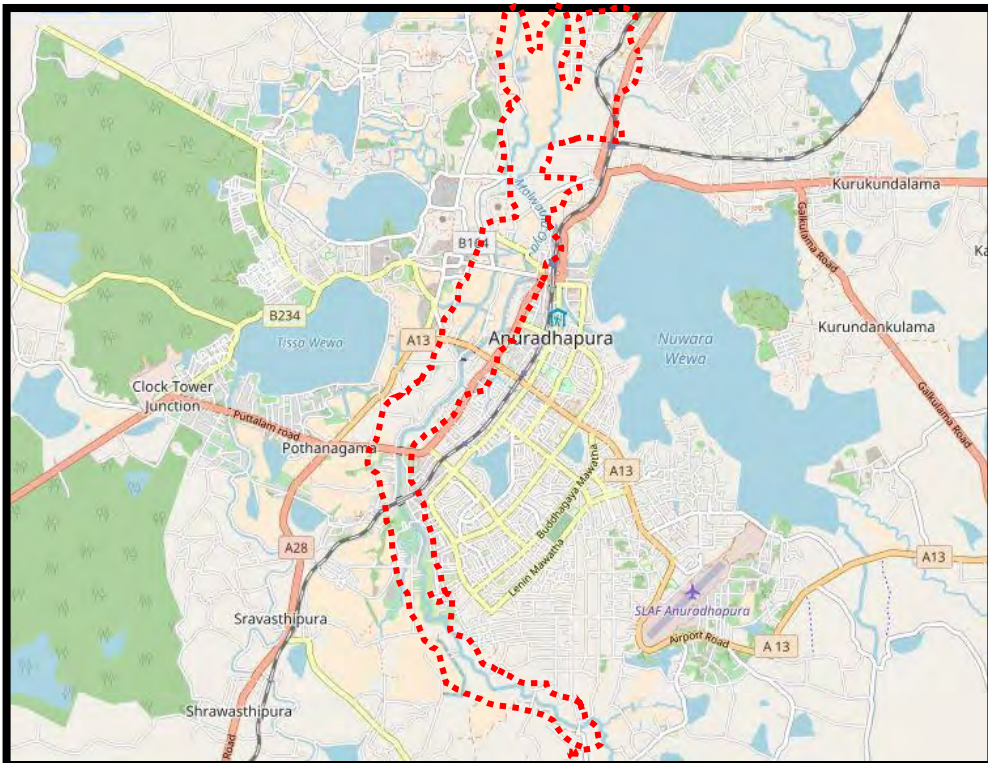 Kurukundalama
Malwathu Oya
Galkulama Road
B164
Ka
B234
Tissa Wewa
A13
Anuradhapura
Nuwara
Wewa
Kurundankulama
Clock Tower
Junction
Puttalam road
Galkulama Road
Pothanagama
A13
Buddhagaya Mawatha
A28
Lenin Mawatha
A13
SLAF Anuradhapura
Sravasthipura
Airport Road
A 13
Shrawasthipura
Road